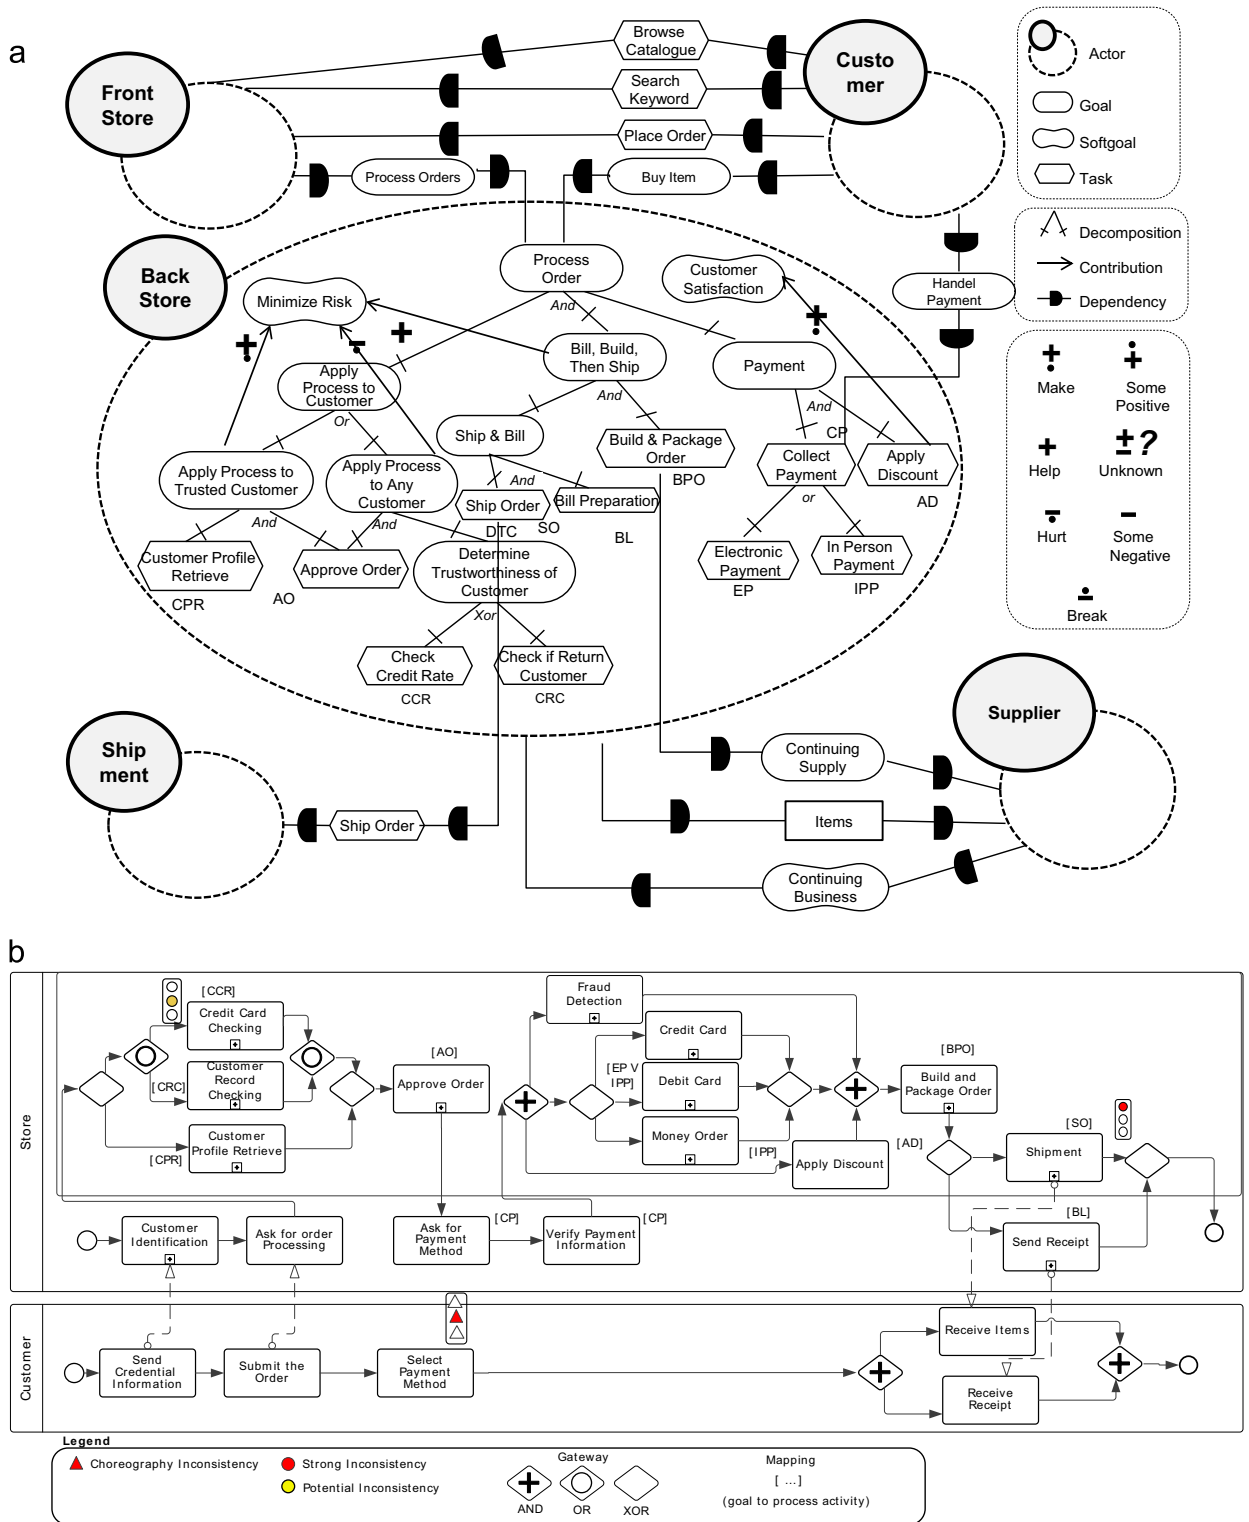 a
Front
Store
Browse
Catalogue
Search
Keyword
Place Order
Process Orders
Buy Item
Custo
mer
Actor
Goal
Softgoal
Task
Decomposition
Contribution
Dependency
Make
Some
Positive
Help
Unknown
Hurt
Some
Negative
Break
Handel
Payment
Back
Store
Process
Order
And
Customer
Satisfaction
Minimize Risk
Bill, Build,
Then Ship
Payment
Apply
Process to
Customer
Or
And
And
Ship & Bill
Build & Package
Order
BPO
CP
Collect
Payment
or
Apply
Discount
AD
Apply Process to
Trusted Customer
And
Apply Process
to Any
Customer
And
And
Ship Order
SO
Bill Preparation
BL
DTC
Determine
Trustworthiness of
Customer
Xor
Customer Profile
Retrieve
CPR
Approve Order
AO
Electronic
Payment
EP
In Person
Payment
IPP
Check
Credit Rate
CCR
Check if Return
Customer
CRC
Ship
ment
Ship Order
Supplier
Continuing
Supply
Items
Continuing
Business
b
Store
[CCR]
Credit Card
Checking
[CRC]
Customer
Record
Checking
[CPR]
Customer
Profile Retrieve
[AO]
Approve Order
Fraud
Detection
Credit Card
[EP V
IPP]
Debit Card
Money Order
[IPP]
Apply Discount
[AD]
[BPO]
Build and
Package Order
[SO]
Shipment
[BL]
Send Receipt
Customer
Identification
Ask for order
Processing
Ask for
Payment
Method
[CP]
Verify Payment
Information
[CP]
Customer
Send
Credential
Information
Submit the
Order
Select
Payment
Method
Receive Items
Receive
Receipt
Legend
Choreography Inconsistency
Strong Inconsistency
Potential Inconsistency
Gateway
AND
OR
XOR
Mapping
[ ...]
(goal to process activity)